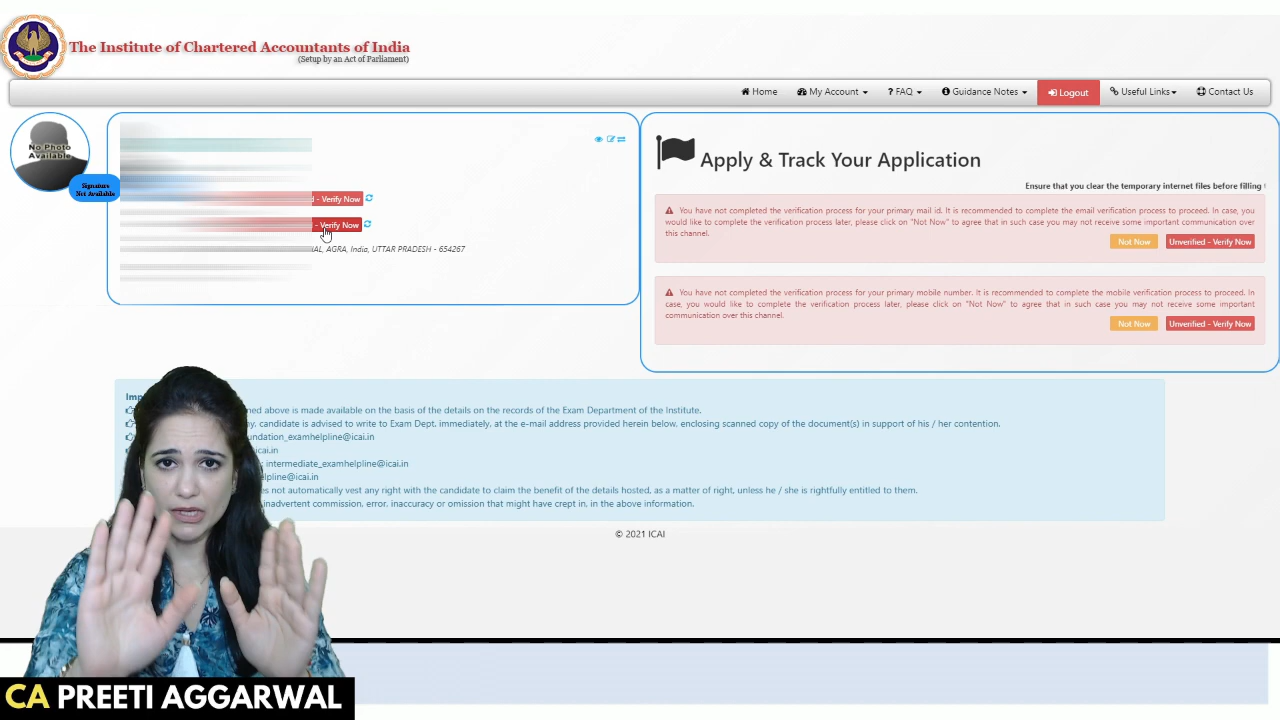 The Institute of Chartered Accountants of India
(Setup by an Act of Parliament)
Home My Account ? FAQ Guidance Notes Logout Useful Links Contact Us
No Photo
Available
Signature
Not Available
- Verify Now
- Verify Now
AGRA, India, UTTAR PRADESH - 654267
Apply & Track Your Application
Ensure that you clear the temporary internet files before filling
You have not completed the verification process for your primary mail id. It is recommended to complete the email verification process to proceed. In case, you
would like to complete the verification process later, please click on "Not Now" to agree that in such case you may not receive some important communication over
this channel.
Not Now Unverified - Verify Now
You have not completed the verification process for your primary mobile number. It is recommended to complete the mobile verification process to proceed. In
case, you would like to complete the verification process later, please click on "Not Now" to agree that in such case you may not receive some important
communication over this channel.
Not Now Unverified - Verify Now
above is made available on the basis of the details on the records of the Exam Department of the Institute.
candidate is advised to write to Exam Dept. immediately, at the e-mail address provided herein below, enclosing scanned copy of the document(s) in support of his / her contention.
intermediate_examhelpline@icai.in
not automatically vest any right with the candidate to claim the benefit of the details hosted, as a matter of right, unless he / she is rightfully entitled to them.
inadvertent commission, error, inaccuracy or omission that might have crept in, in the above information.
© 2021 ICAI
CA PREETI AGGARWAL